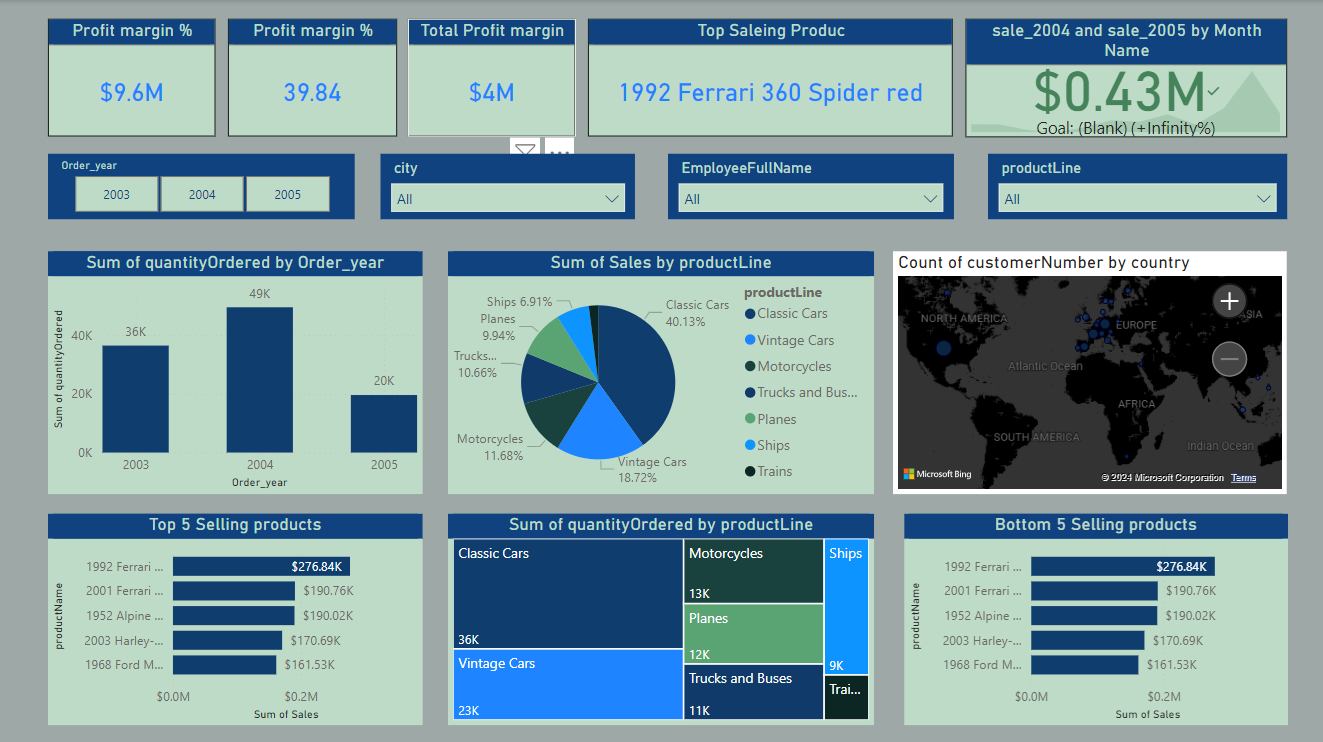 Profit margin %
$9.6M
Profit margin %
39.84
Total Profit margin
$4M
Top Saleing Produc
1992 Ferrari 360 Spider red
sale_2004 and sale_2005 by Month
Name
$0.43M
Goal: (Blank) (+Infinity%)
Order_year
2003
2004
2005
city
All
EmployeeFullName
All
productLine
All
Sum of quantityOrdered by Order_year
Sum of quantityOrdered
40K
20K
0K
36K
49K
20K
2003
2004
2005
Order_year
Sum of Sales by productLine
Ships 6.91%
Planes
9.94%
Trucks...
10.66%
Motorcycles
11.68%
Vintage Cars
18.72%
Classic Cars
40.13%
productLine
Classic Cars
Vintage Cars
Motorcycles
Trucks and Bus...
Planes
Ships
Trains
Count of customerNumber by country
NORTH AMERICA
EUROPE
ASIA
Atlantic Ocean
AFRICA
SOUTH AMERICA
Indian Ocean
Microsoft Bing
© 2024 Microsoft Corporation Terms
Top 5 Selling products
productName
1992 Ferrari ...
$276.84K
2001 Ferrari ...
$190.76K
1952 Alpine ...
$190.02K
2003 Harley-...
$170.69K
1968 Ford M...
$161.53K
$0.0M
$0.2M
Sum of Sales
Sum of quantityOrdered by productLine
Classic Cars
36K
Vintage Cars
23K
Motorcycles
13K
Planes
12K
Trucks and Buses
11K
Ships
9K
Trai...
Bottom 5 Selling products
productName
1992 Ferrari ...
$276.84K
2001 Ferrari ...
$190.76K
1952 Alpine ...
$190.02K
2003 Harley-...
$170.69K
1968 Ford M...
$161.53K
$0.0M
$0.2M
Sum of Sales